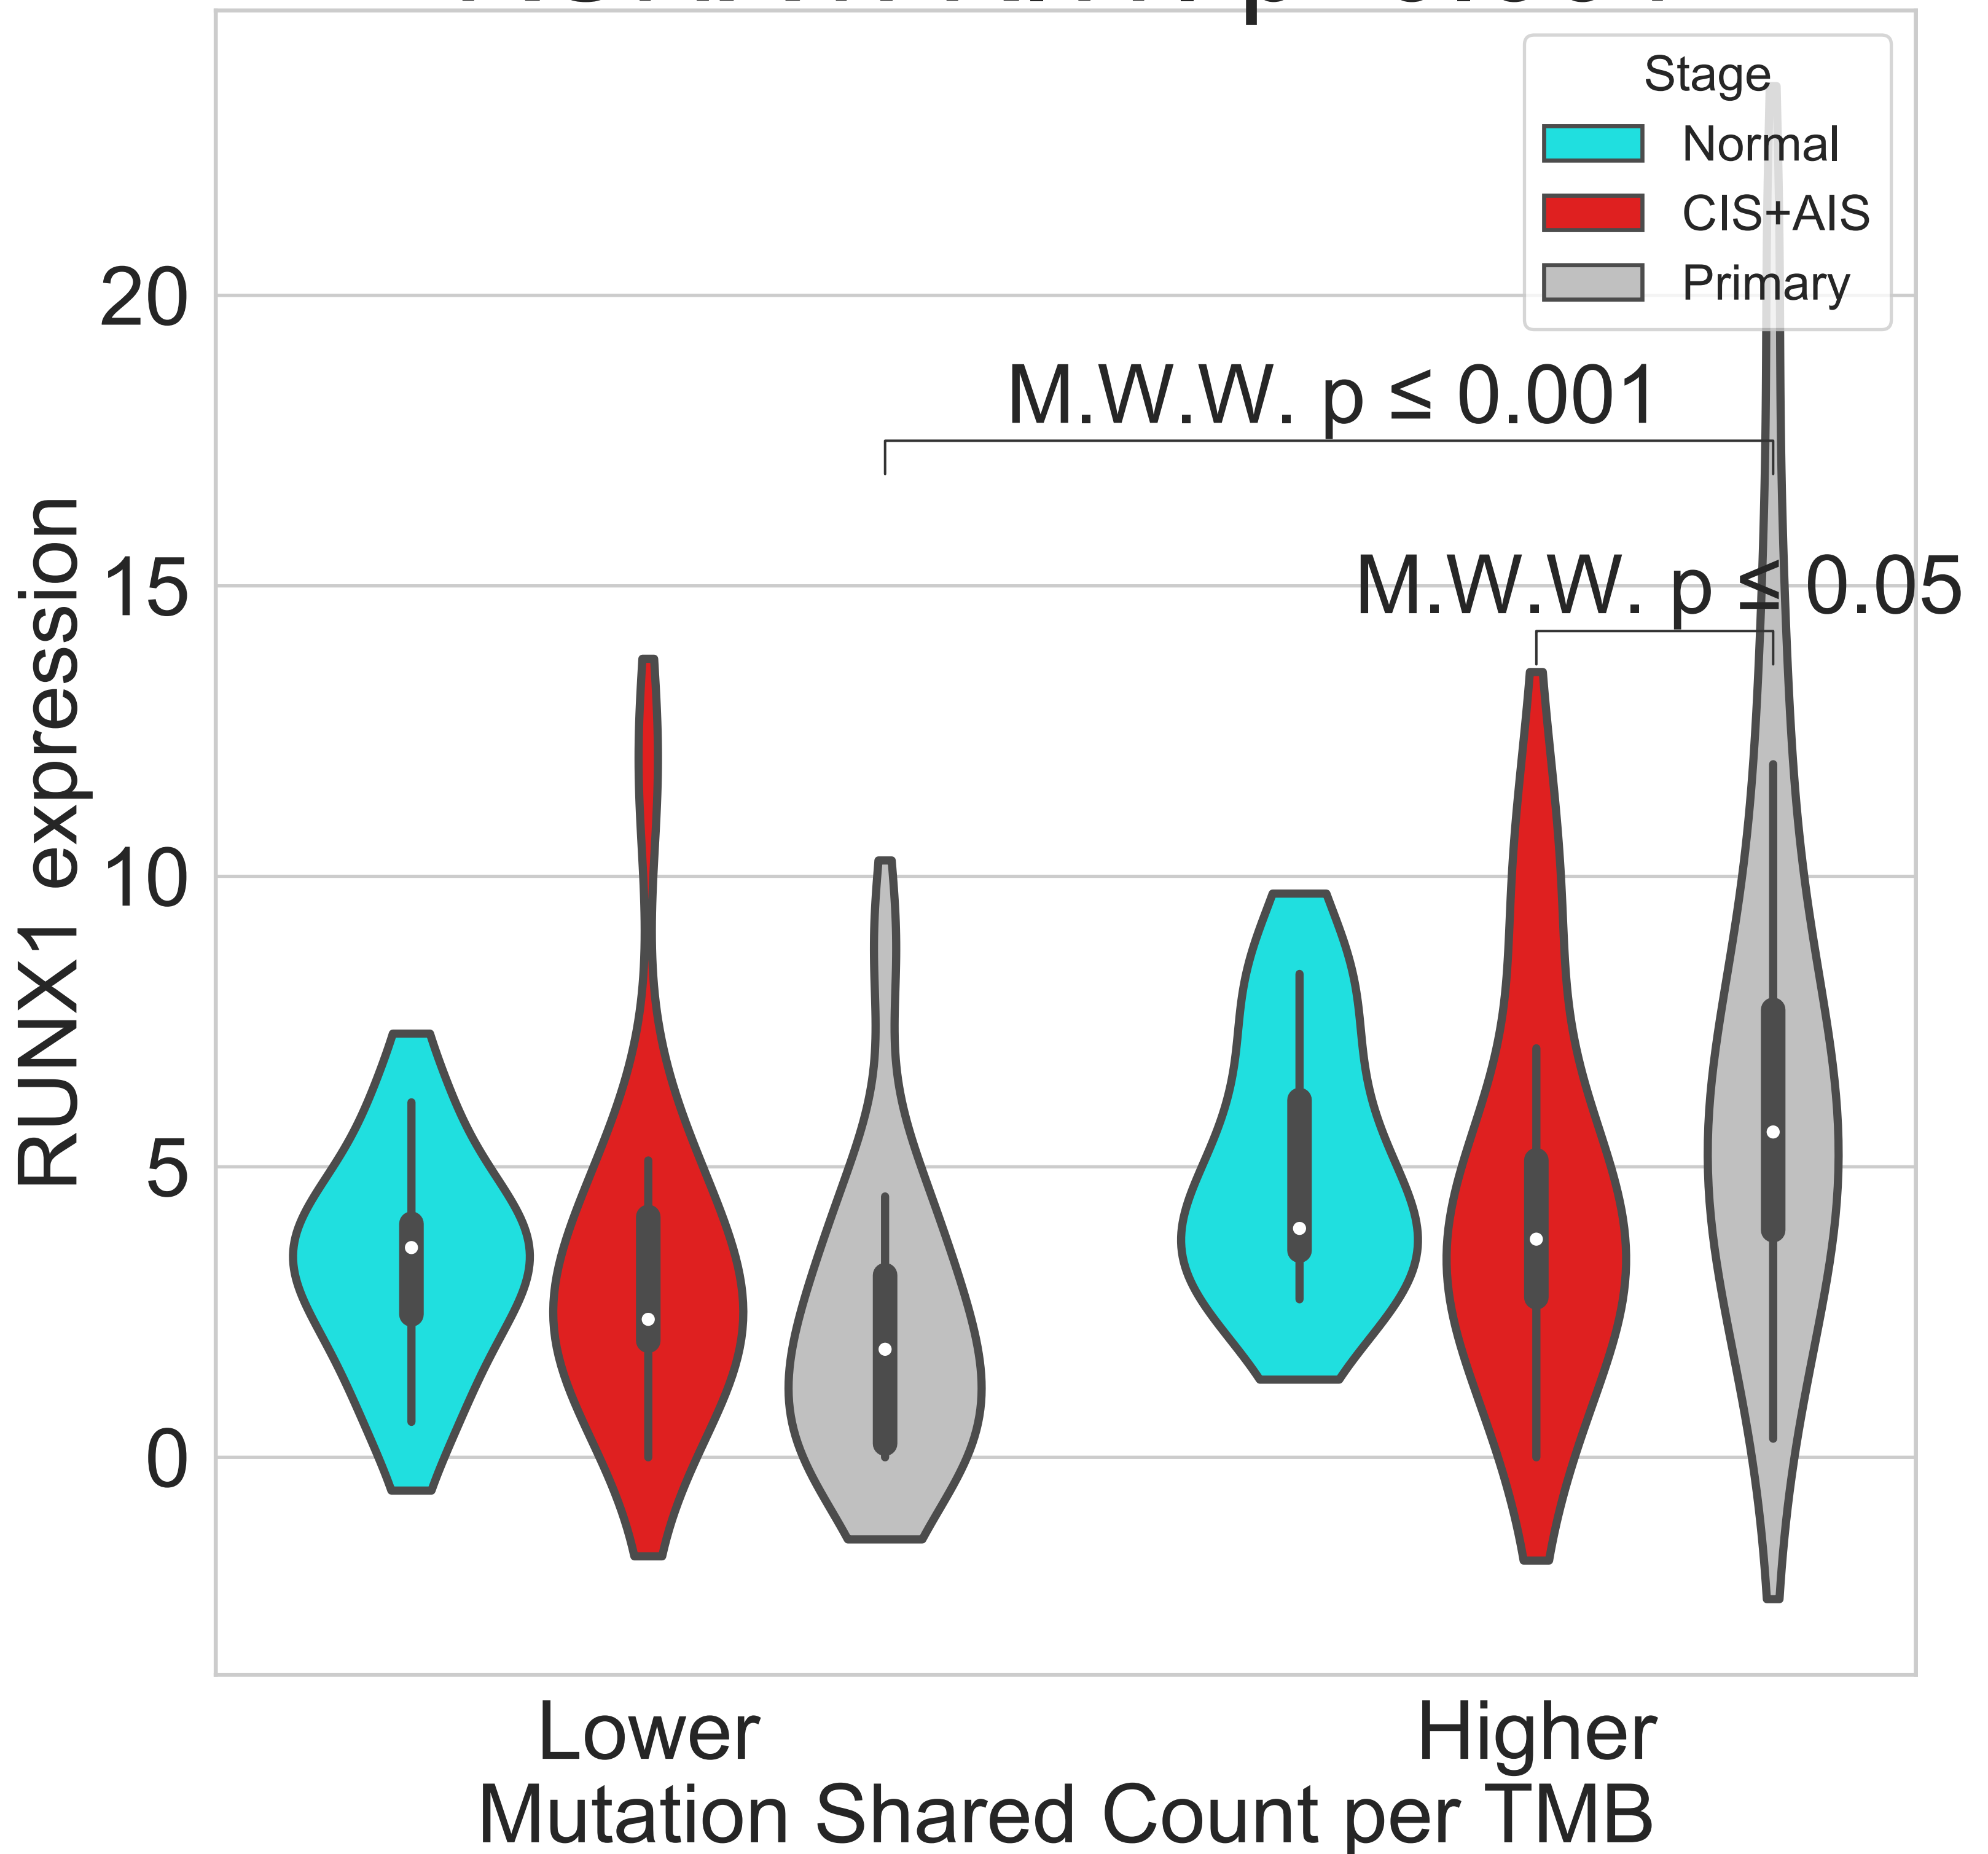 Stage
Normal
CIS+AIS
Primary
M.W.W. p ≤ 0.001
M.W.W. p ≤ 0.05
20
15
10
5
0
RUNX1 expression
Lower
Higher
Mutation Shared Count per TMB